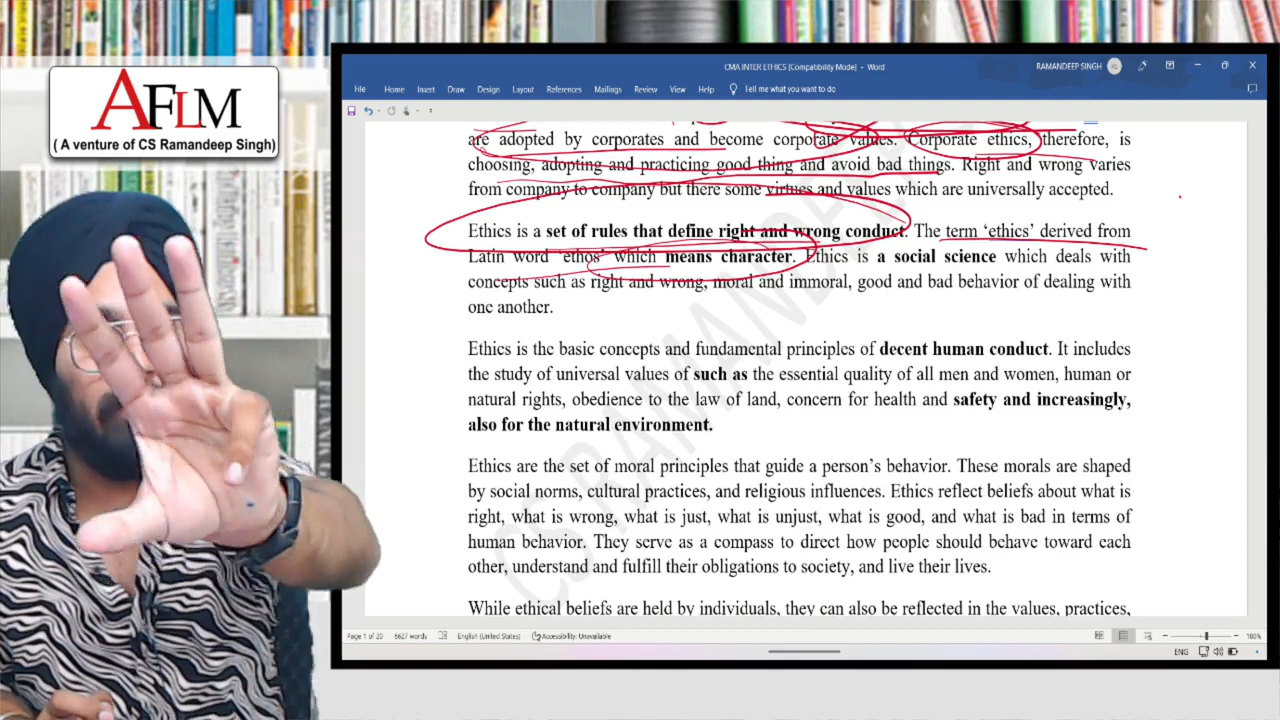 AFLM
( A venture of CS Ramandeep Singh)
CMA INTER ETHICS [Compatibility Mode] - Word
RAMANDEEP SINGH
File Home Insert Draw Design Layout References Mailings Review View Help Tell me what you want to do
are adopted by corporates and become corporate values. Corporate ethics, therefore, is
choosing, adopting and practicing good thing and avoid bad things. Right and wrong varies
from company to company but there some virtues and values which are universally accepted.
Ethics is a set of rules that define right and wrong conduct. The term ‘ethics’ derived from
Latin word ‘ethos’ which means character. Ethics is a social science which deals with
concepts such as right and wrong, moral and immoral, good and bad behavior of dealing with
one another.
Ethics is the basic concepts and fundamental principles of decent human conduct. It includes
the study of universal values of such as the essential quality of all men and women, human or
natural rights, obedience to the law of land, concern for health and safety and increasingly,
also for the natural environment.
Ethics are the set of moral principles that guide a person’s behavior. These morals are shaped
by social norms, cultural practices, and religious influences. Ethics reflect beliefs about what is
right, what is wrong, what is just, what is unjust, what is good, and what is bad in terms of
human behavior. They serve as a compass to direct how people should behave toward each
other, understand and fulfill their obligations to society, and live their lives.
While ethical beliefs are held by individuals, they can also be reflected in the values, practices,
CS RAMANDEE
Page 1 of 20 6627 words English (United States) Accessibility: Unavailable 180%
ENG